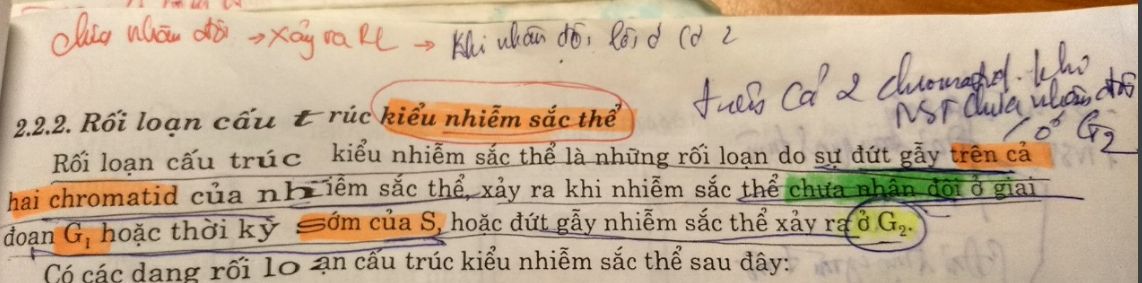 chưa nhân đôi → xảy ra RL → Khi nhân đôi lỗi ở cả 2
trên cả 2 chromatid. khi
NST chưa nhân đôi
ở G2
2.2.2. Rối loạn cấu trúc kiểu nhiễm sắc thể
Rối loạn cấu trúc kiểu nhiễm sắc thể là những rối loạn do sự đứt gẫy trên cả
hai chromatid của nhiễm sắc thể, xảy ra khi nhiễm sắc thể chưa nhân đôi ở giai
đoạn G₁ hoặc thời kỳ sớm của S, hoặc đứt gẫy nhiễm sắc thể xảy ra ở G₂.
Có các dạng rối loạn cấu trúc kiểu nhiễm sắc thể sau đây: